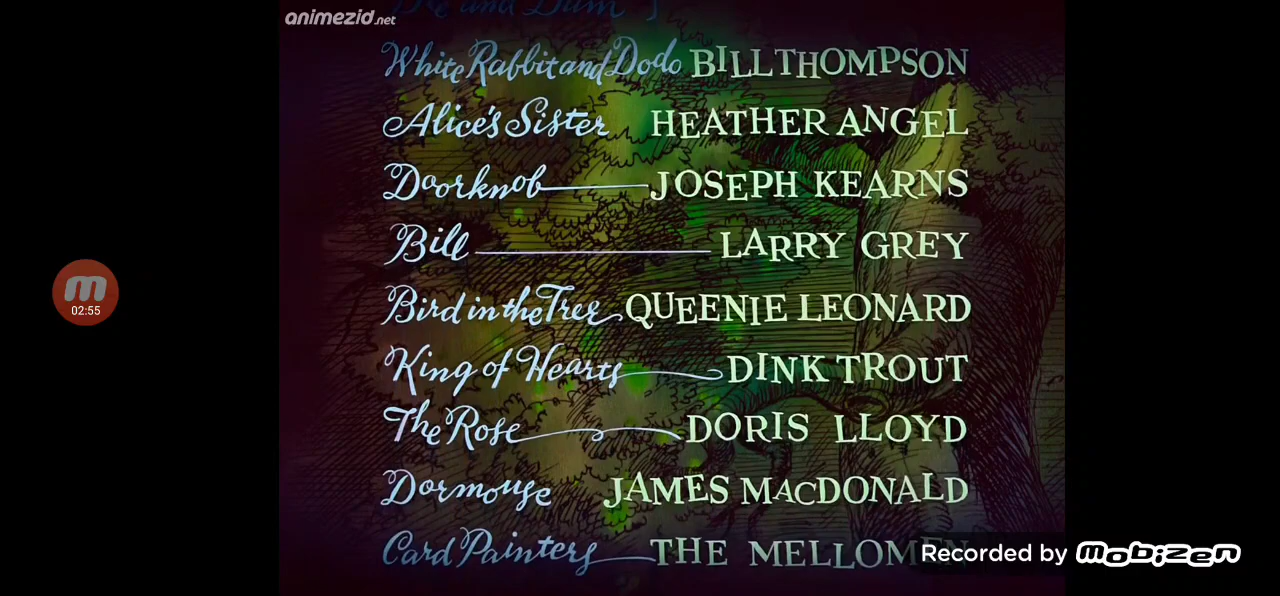 animezid.net
White Rabbit and Dodo BILL THOMPSON
Alice's Sister HEATHER ANGEL
Doorknob JOSEPH KEARNS
Bill LARRY GREY
Bird in the Tree QUEENIE LEONARD
King of Hearts DINK TROUT
The Rose DORIS LLOYD
Dormouse JAMES MACDONALD
Card Painters THE MELLOMEN
Recorded by mobizen
02:55